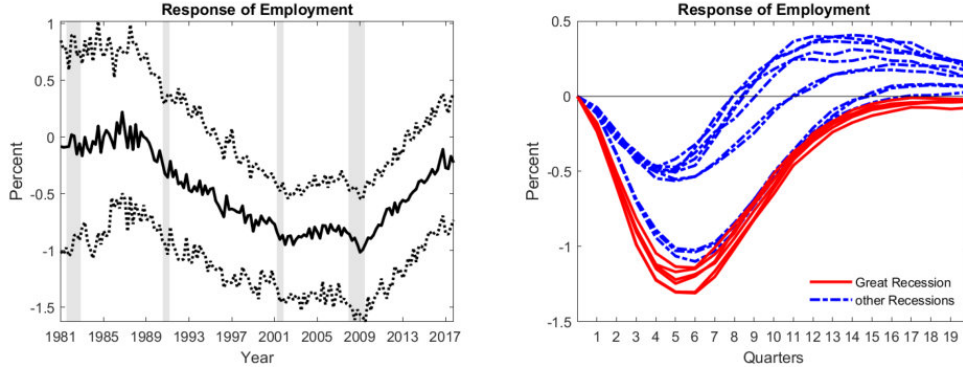 Response of Employment
1
0.5
0
-0.5
-1
-1.5
Percent
1981 1985 1989 1993 1997 2001 2005 2009 2013 2017
Year
Response of Employment
0.5
0
-0.5
-1
-1.5
Percent
Great Recession
other Recessions
1 2 3 4 5 6 7 8 9 10 11 12 13 14 15 16 17 18 19
Quarters